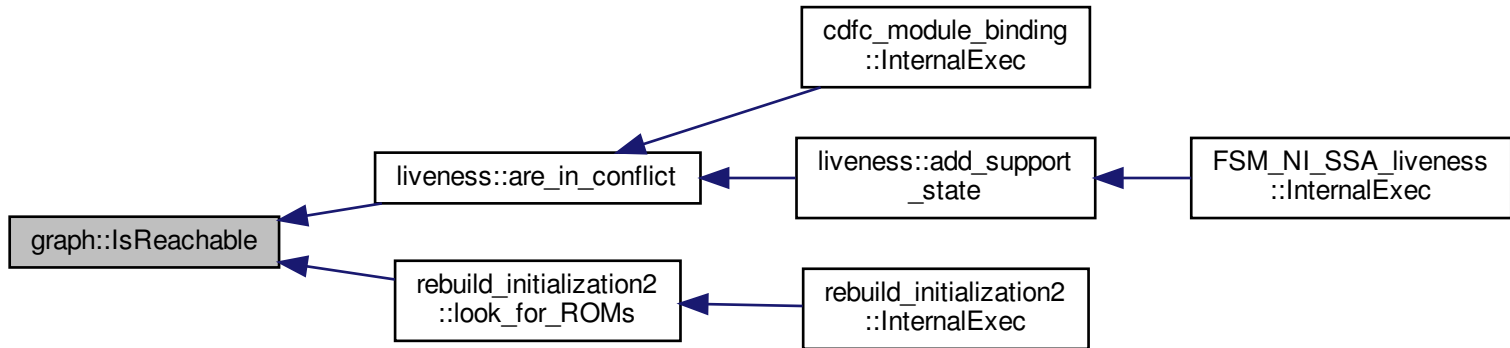 cdfc_module_binding
::InternalExec
liveness::are_in_conflict
liveness::add_support
_state
FSM_NI_SSA_liveness
::InternalExec
graph::IsReachable
rebuild_initialization2
::look_for_ROMs
rebuild_initialization2
::InternalExec